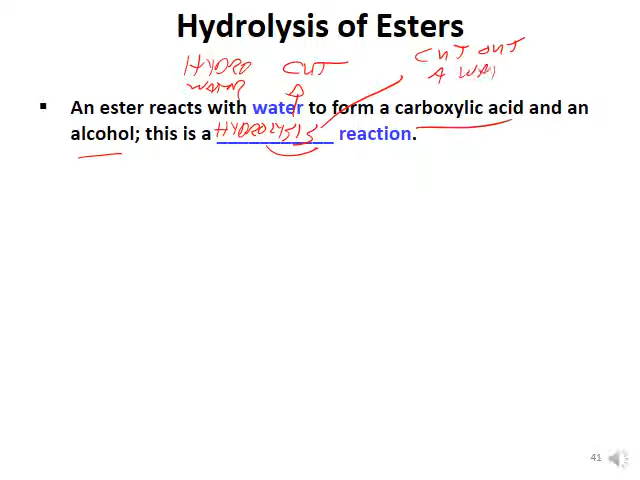 Hydrolysis of Esters
HYDRO CUT
WATER
CUT OUT
A WAY
▪ An ester reacts with water to form a carboxylic acid and an
alcohol; this is a HYDROLYSIS reaction.
41